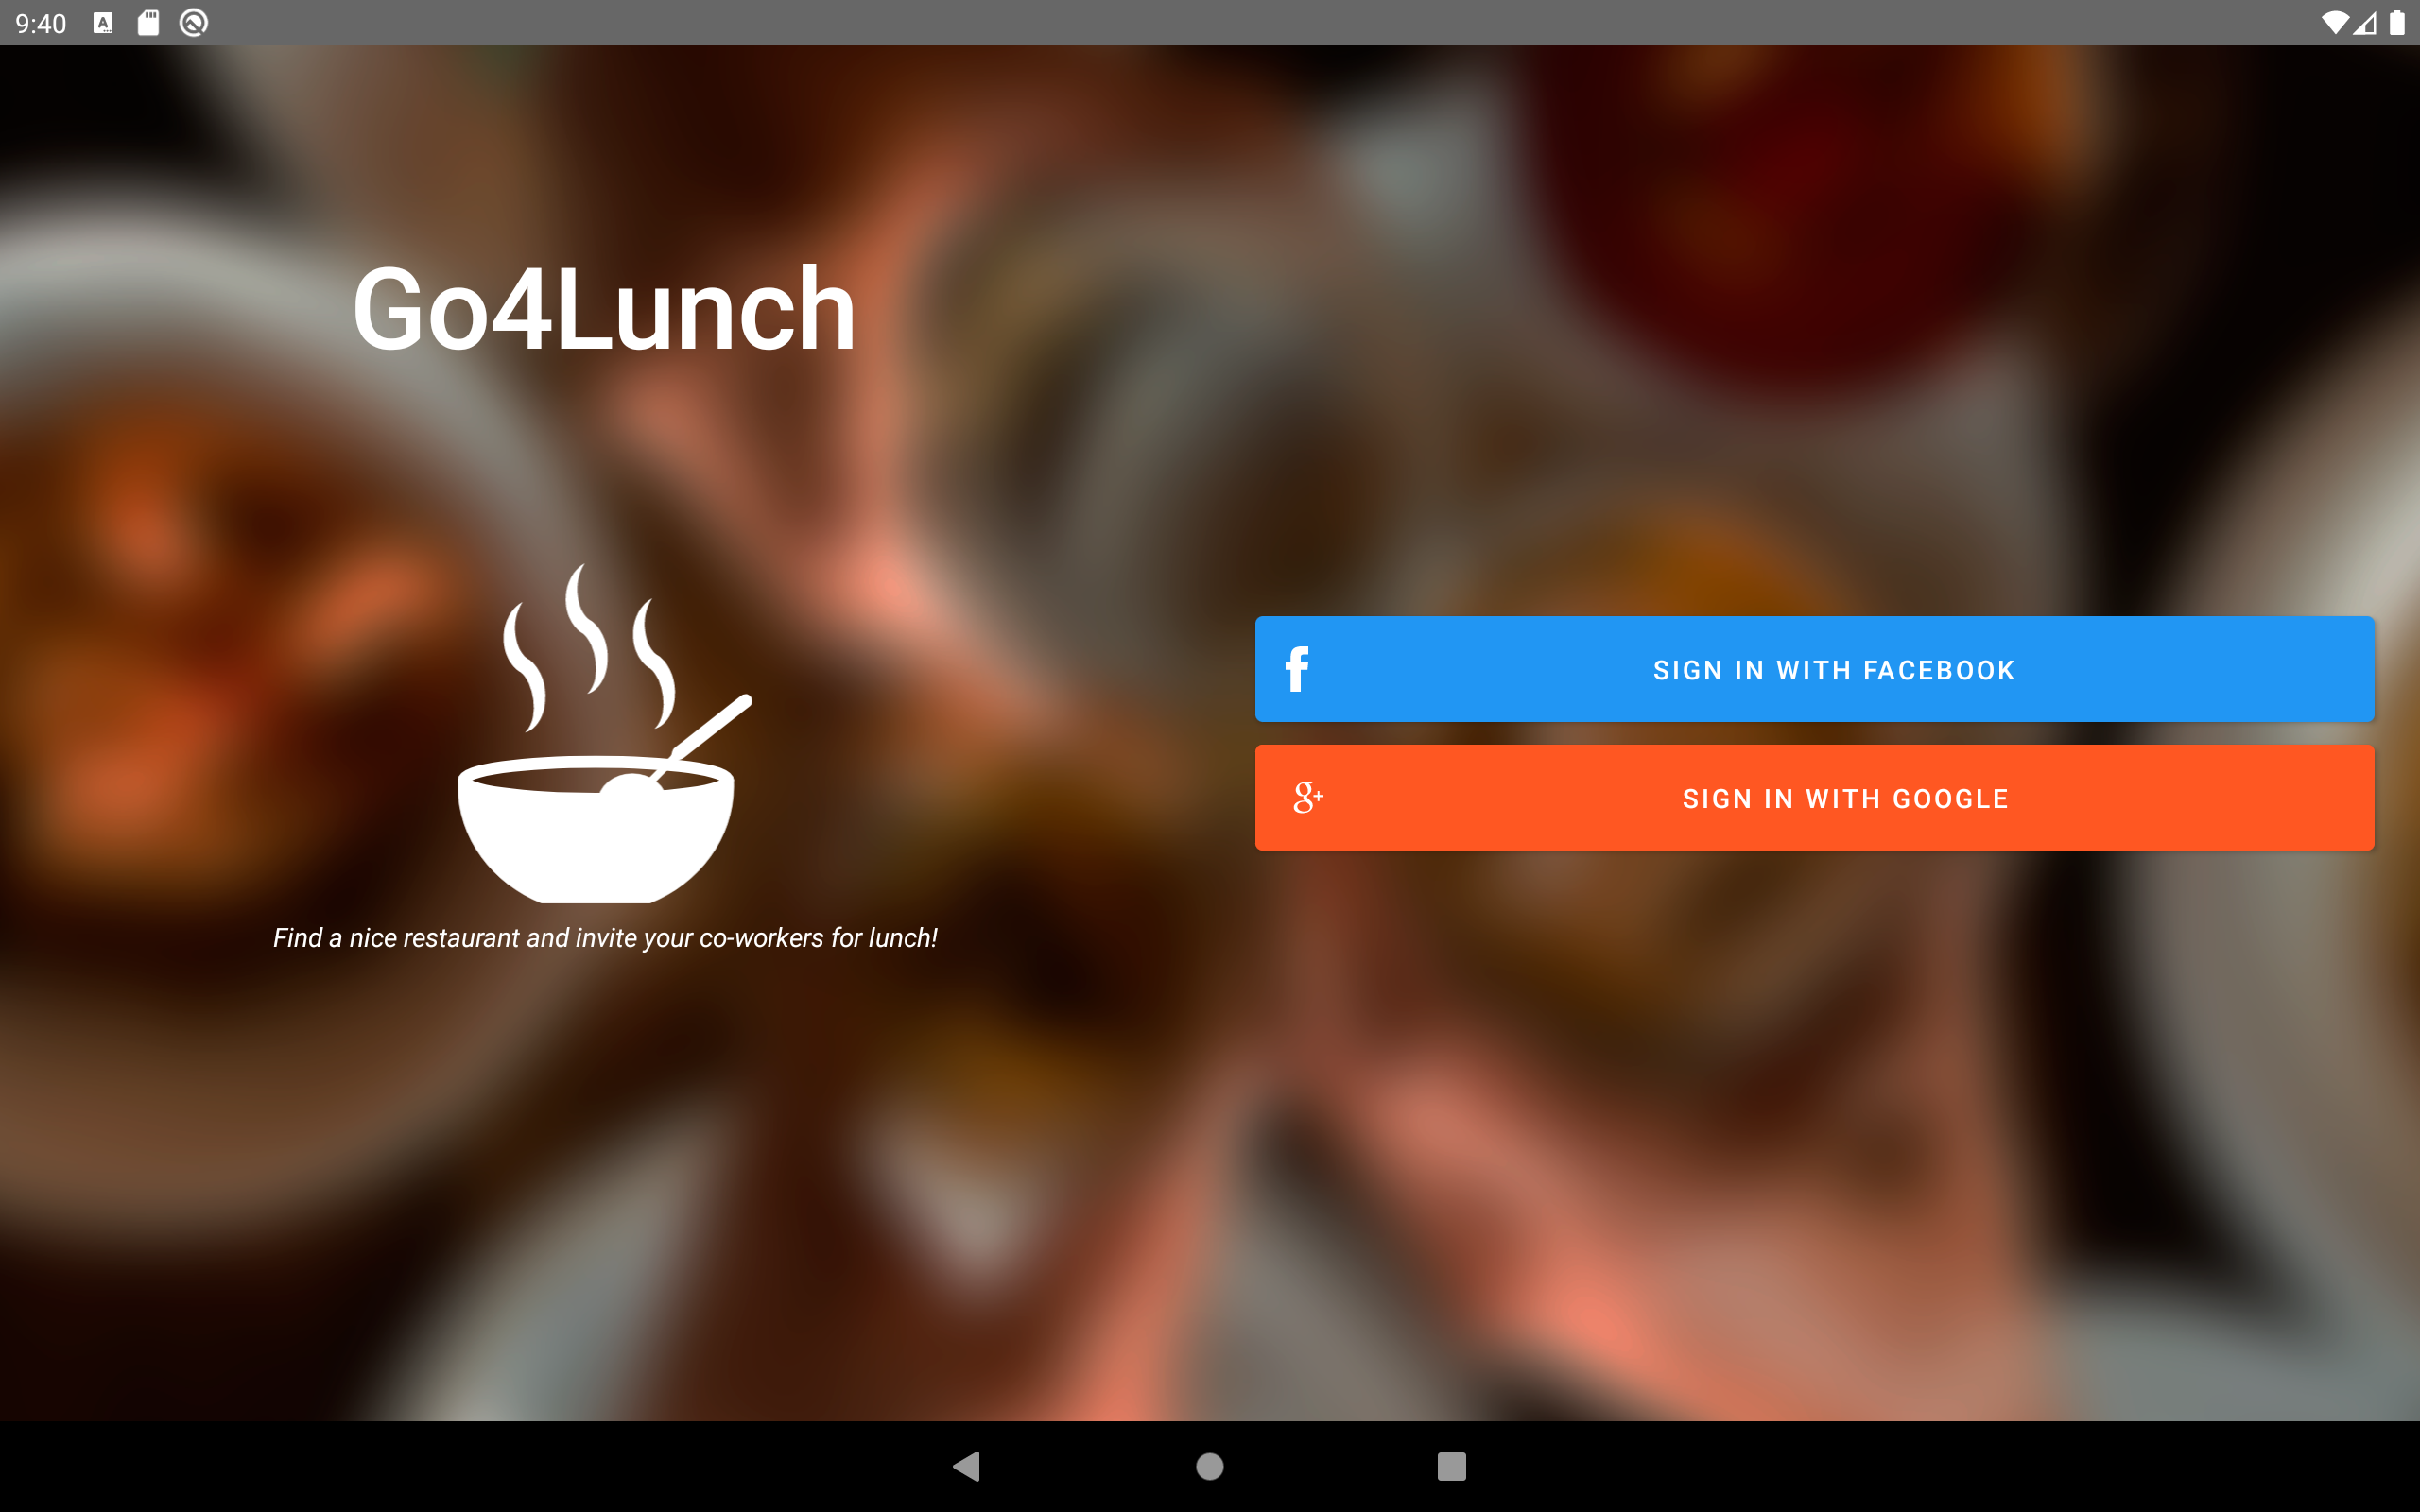 9:40
Go4Lunch
Find a nice restaurant and invite your co-workers for lunch!
f SIGN IN WITH FACEBOOK
g+ SIGN IN WITH GOOGLE